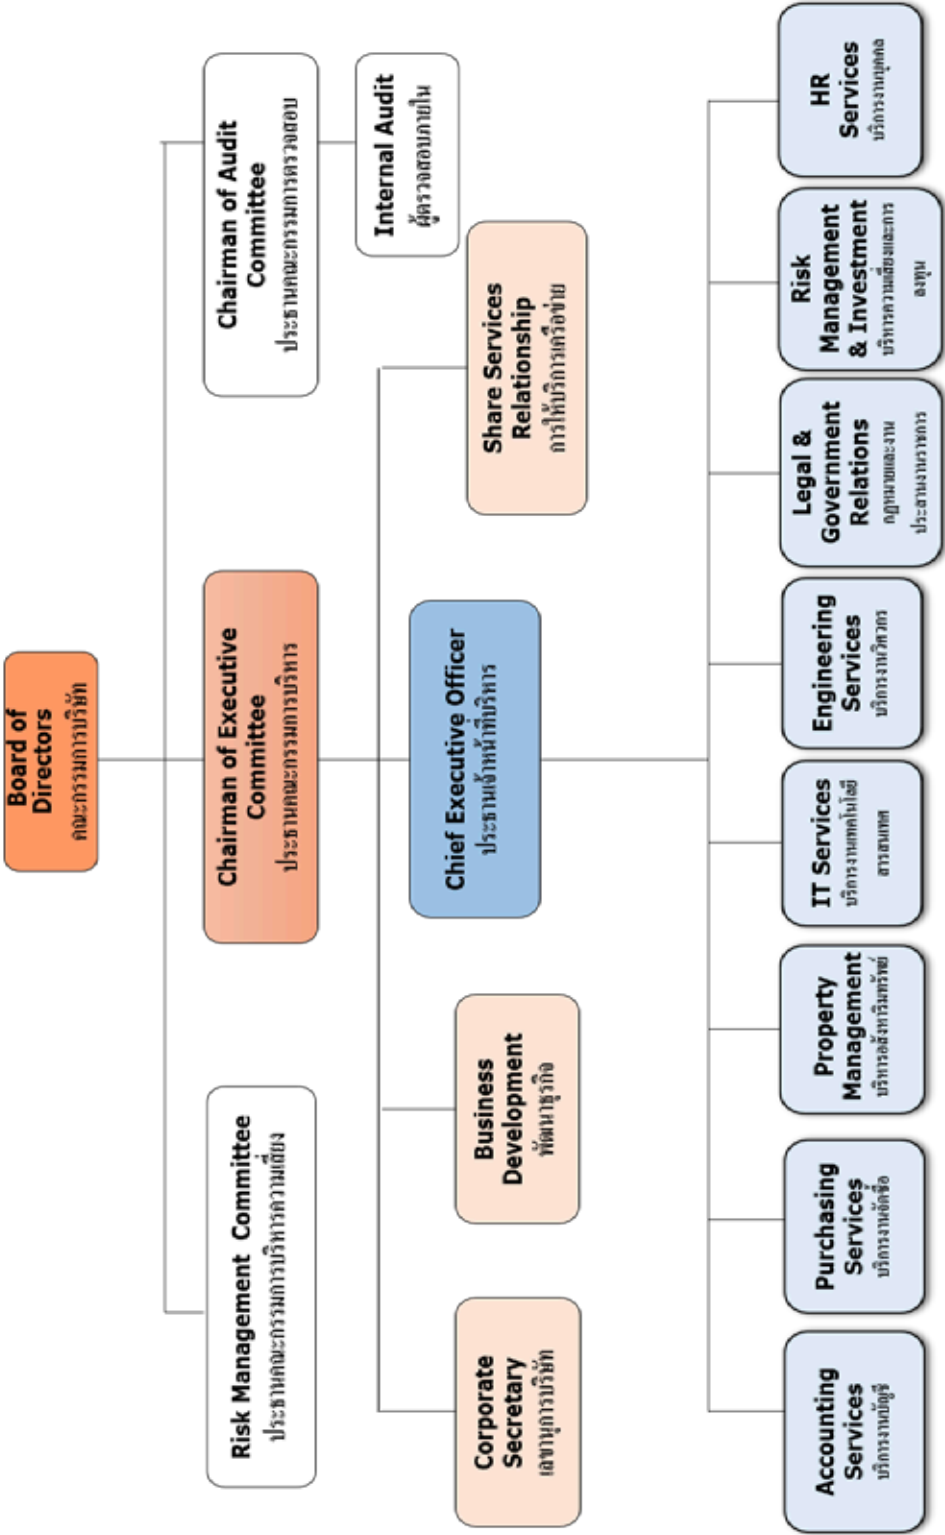 Board of
Directors
คณะกรรมการบริษัท
Risk Management Committee
ประธานคณะกรรมการบริหารความเสี่ยง
Chairman of Executive
Committee
ประธานคณะกรรมการบริหาร
Chairman of Audit
Committee
ประธานคณะกรรมการตรวจสอบ
Internal Audit
ผู้ตรวจสอบภายใน
Corporate
Secretary
เลขานุการบริษัท
Business
Development
พัฒนาธุรกิจ
Chief Executive Officer
ประธานเจ้าหน้าที่บริหาร
Share Services
Relationship
การให้บริการเครือข่าย
Accounting
Services
บริการงานบัญชี
Purchasing
Services
บริการงานจัดซื้อ
Property
Management
บริหารอสังหาริมทรัพย์
IT Services
บริการงานเทคโนโลยี
สารสนเทศ
Engineering
Services
บริการงานวิศวกร
Legal &
Government
Relations
กฎหมายและงาน
ประสานงานราชการ
Risk
Management
& Investment
บริหารความเสี่ยงและการ
ลงทุน
HR
Services
บริการงานบุคคล